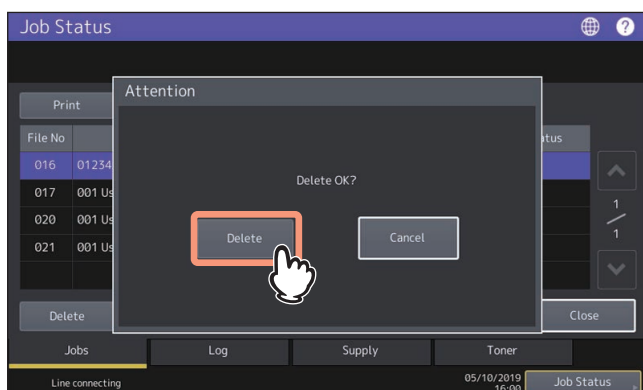 Job Status
?
Attention
Print
File No
tus
016 01234
017 001 Us
020 001 Us
021 001 Us
Delete OK?
Delete
Cancel
1
1
Delete
Close
Jobs
Log
Supply
Toner
Line connecting
05/10/2019
16:00
Job Status